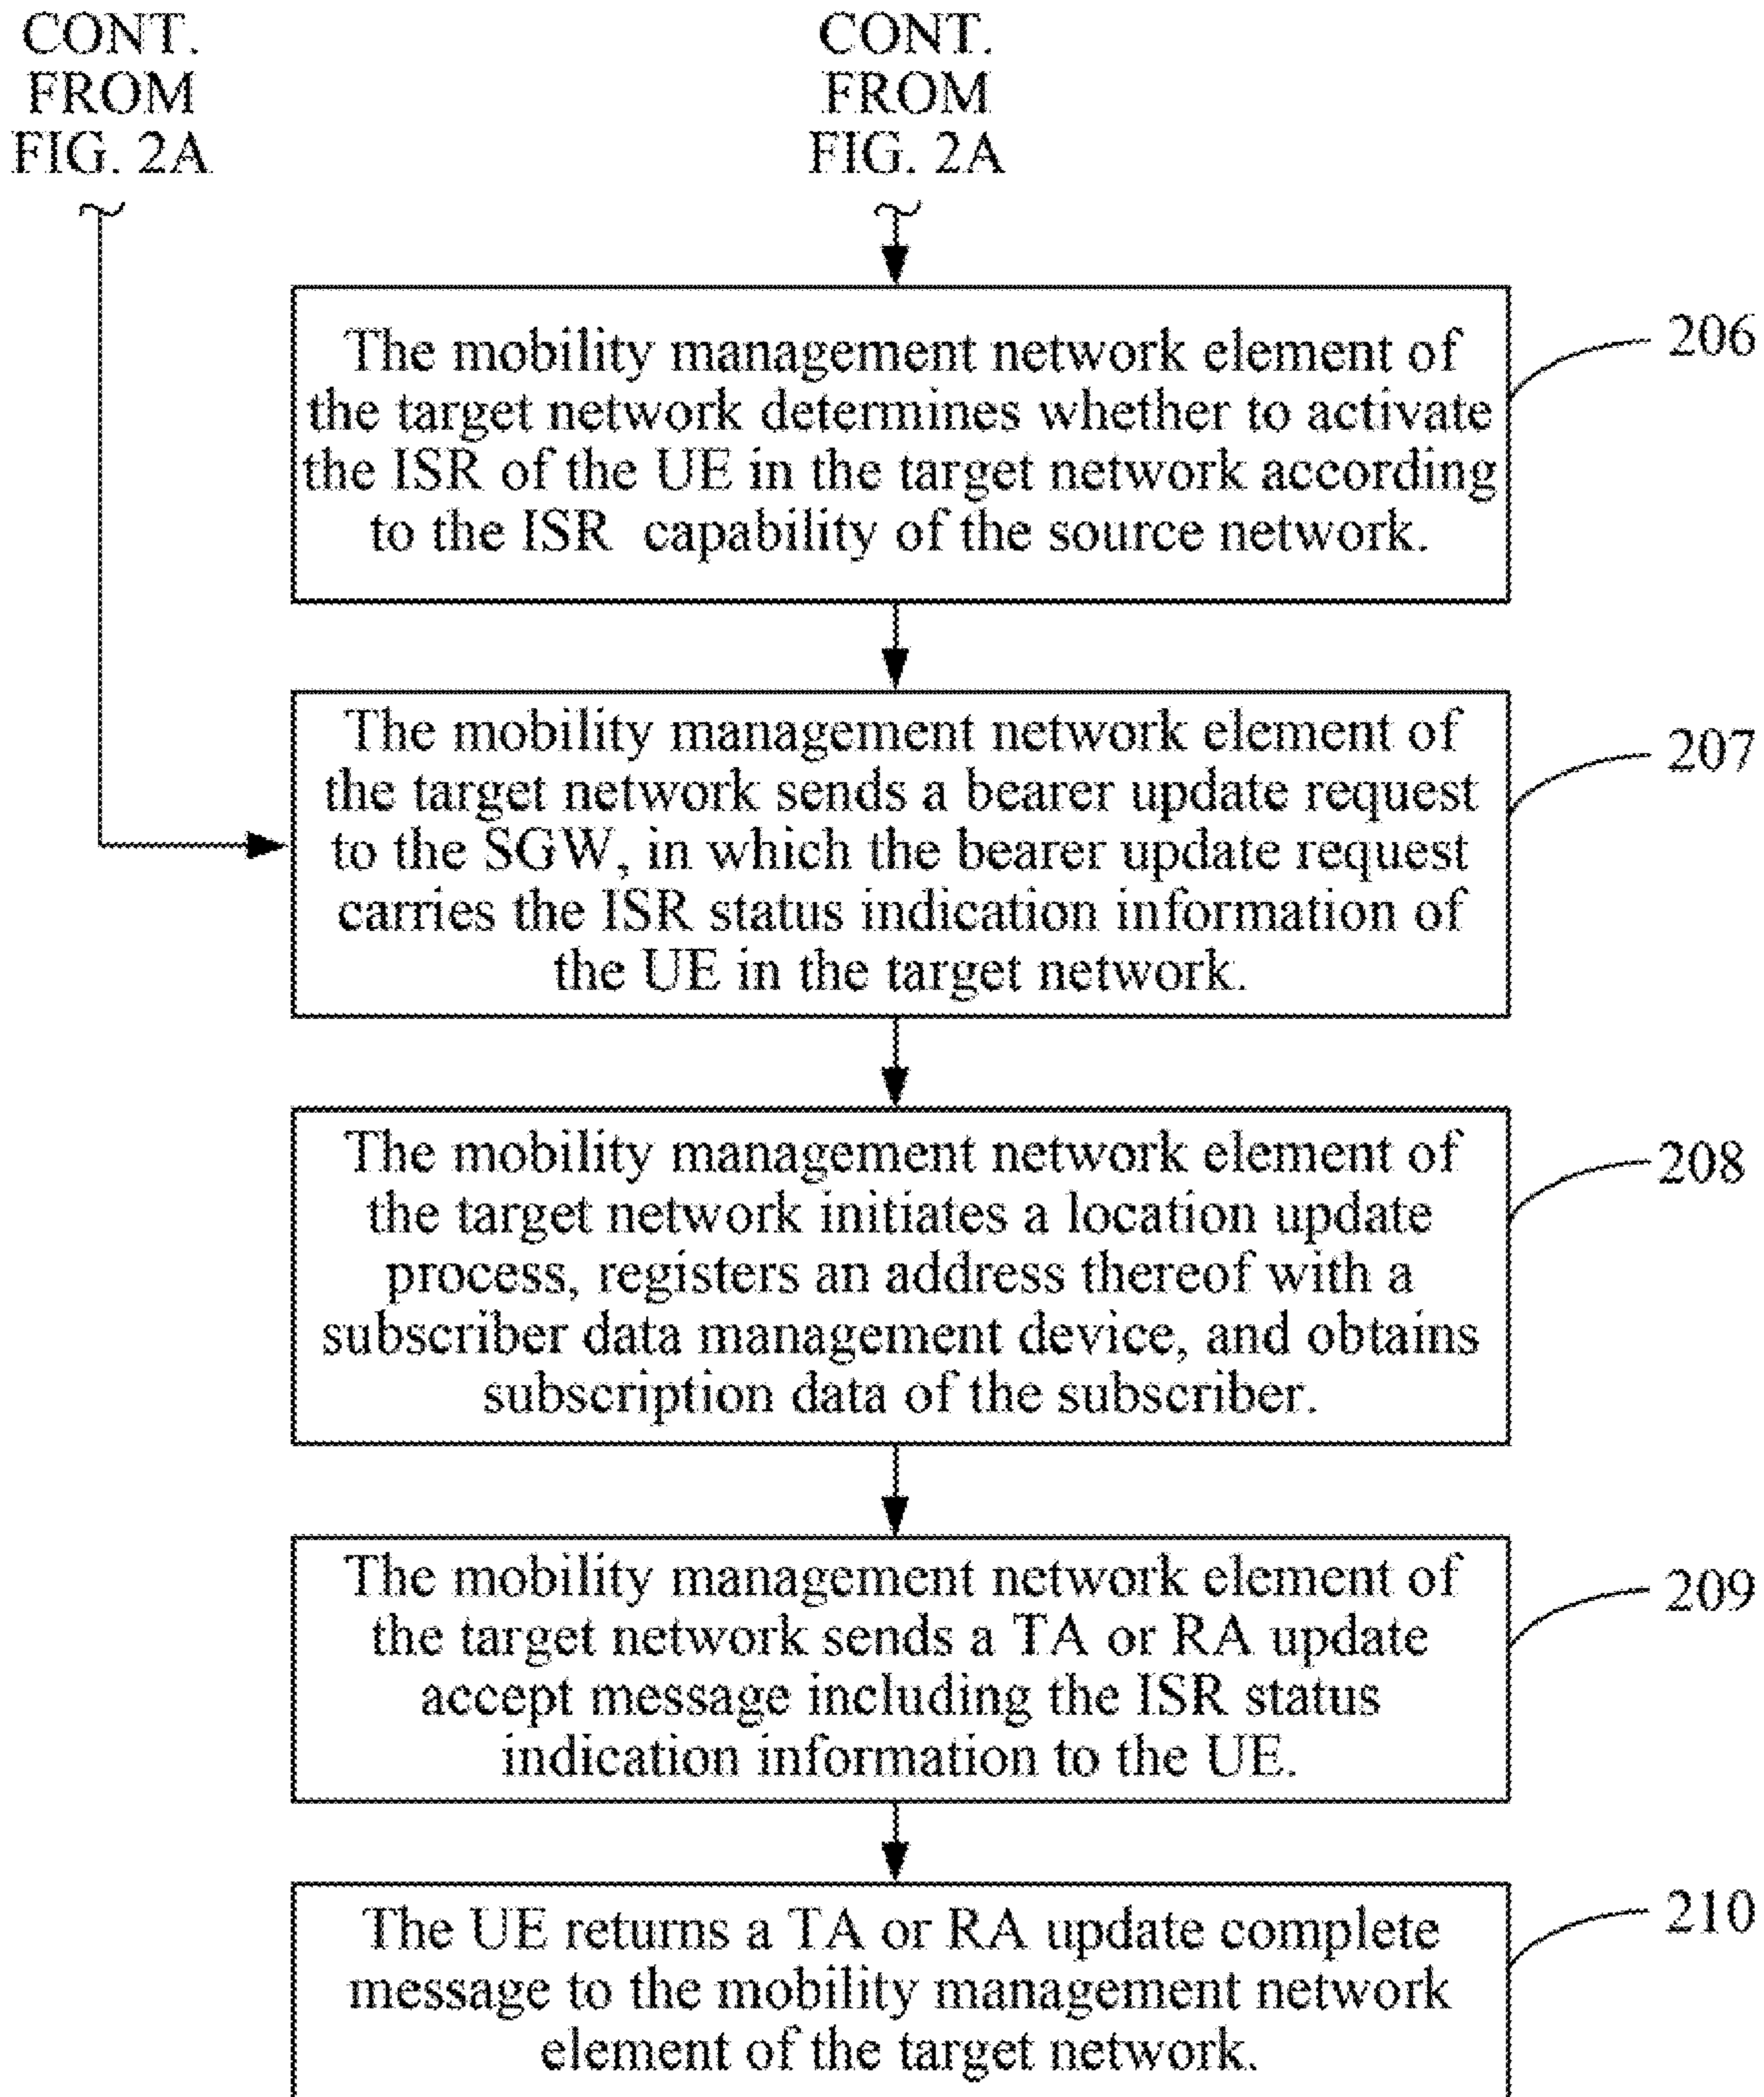 CONT.
FROM
FIG. 2A
CONT.
FROM
FIG. 2A
The mobility management network element of
the target network determines whether to activate
the ISR of the UE in the target network according
to the ISR capability of the source network.
206
The mobility management network element of
the target network sends a bearer update request
to the SGW, in which the bearer update request
carries the ISR status indication information of
the UE in the target network.
207
The mobility management network element of
the target network initiates a location update
process, registers an address thereof with a
subscriber data management device, and obtains
subscription data of the subscriber.
208
The mobility management network element of
the target network sends a TA or RA update
accept message including the ISR status
indication information to the UE.
209
The UE returns a TA or RA update complete
message to the mobility management network
element of the target network.
210